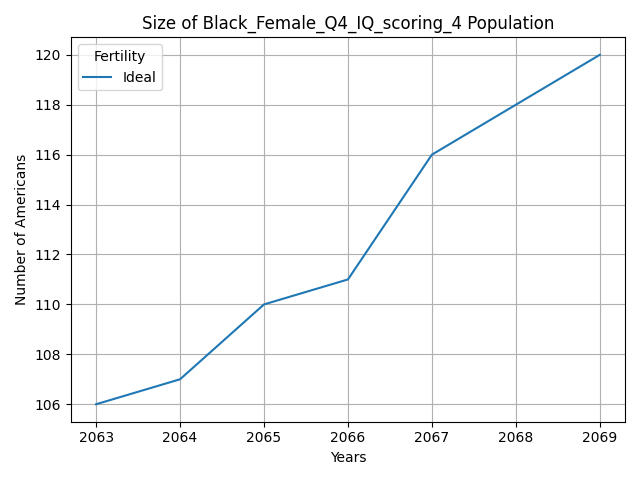 Size of Black_Female_Q4_IQ_scoring_4 Population
Fertility
Ideal
Number of Americans
120
118
116
114
112
110
108
106
2063 2064 2065 2066 2067 2068 2069
Years